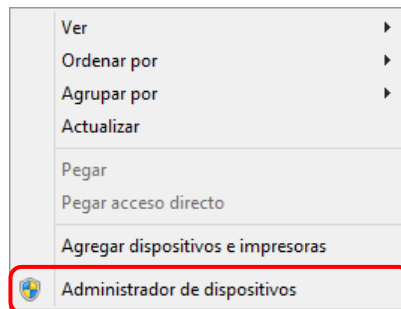 Ver
Ordenar por
Agrupar por
Actualizar
Pegar
Pegar acceso directo
Agregar dispositivos e impresoras
Administrador de dispositivos